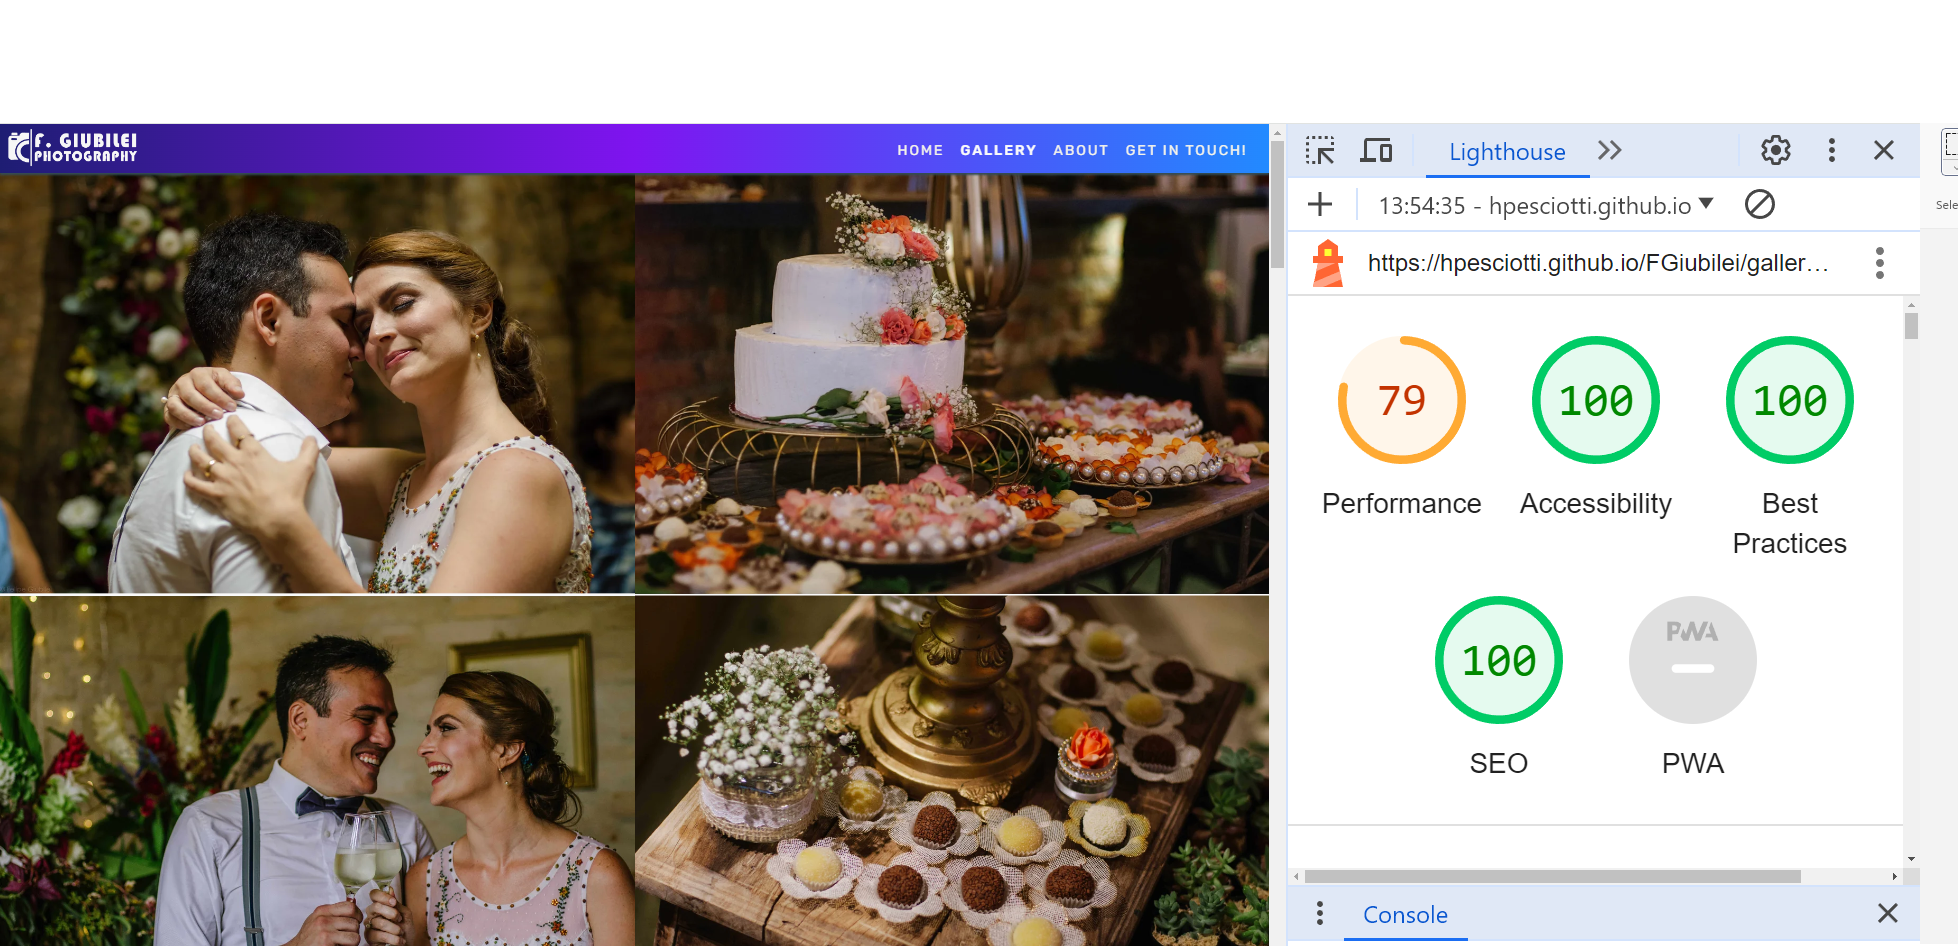 F. GIUBILEI
PHOTOGRAPHY
HOME GALLERY ABOUT GET IN TOUCH!
Lighthouse
13:54:35 - hpesciotti.github.io
https://hpesciotti.github.io/FGiubilei/galler…
79 100 100
Performance Accessibility Best
Practices
100 PWA
SEO PWA
Console
Sele